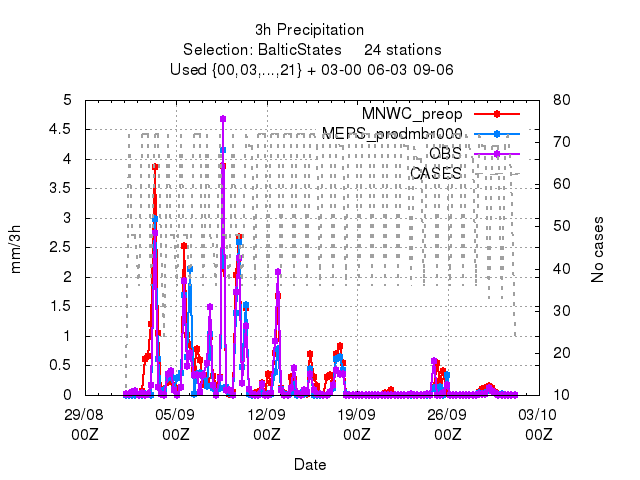 3h Precipitation
Selection: BalticStates 24 stations
Used {00,03,...,21} + 03-00 06-03 09-06
MNWC_preop
MEPS_prodmbr009
OBS
CASES
5
4.5
4
3.5
3
2.5
2
1.5
1
0.5
0
mm/3h
80
70
60
50
40
30
20
10
No cases
29/08 05/09 12/09 19/09 26/09 03/10
00Z 00Z 00Z 00Z 00Z 00Z
Date